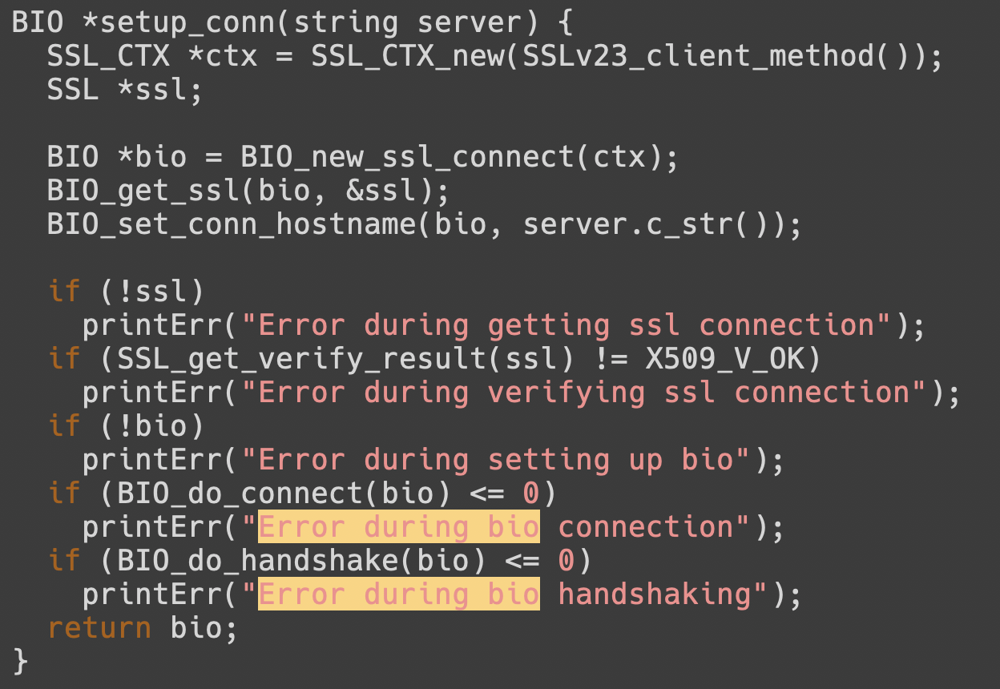 BIO *setup_conn(string server) {
  SSL_CTX *ctx = SSL_CTX_new(SSLv23_client_method());
  SSL *ssl;

  BIO *bio = BIO_new_ssl_connect(ctx);
  BIO_get_ssl(bio, &ssl);
  BIO_set_conn_hostname(bio, server.c_str());

  if (!ssl)
    printErr("Error during getting ssl connection");
  if (SSL_get_verify_result(ssl) != X509_V_OK)
    printErr("Error during verifying ssl connection");
  if (!bio)
    printErr("Error during setting up bio");
  if (BIO_do_connect(bio) <= 0)
    printErr("Error during bio connection");
  if (BIO_do_handshake(bio) <= 0)
    printErr("Error during bio handshaking");
  return bio;
}